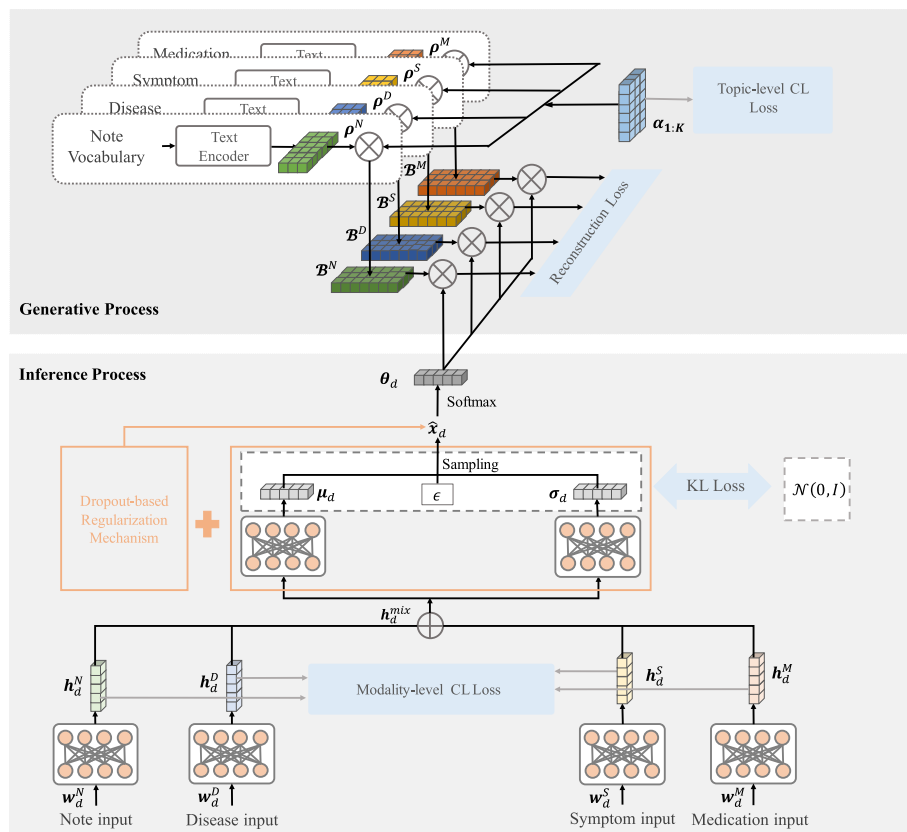 Medication
Text
ρ^M
Symptom
Text
ρ^S
Disease
Text
ρ^D
Note
Vocabulary
Text
Encoder
ρ^N
α_{1:K}
Topic-level CL
Loss
ℬ^M
ℬ^S
ℬ^D
ℬ^N
Reconstruction Loss
Generative Process
Inference Process
θ_d
Softmax
x̂_d
Sampling
Dropout-based
Regularization
Mechanism
μ_d
ϵ
σ_d
KL Loss
𝒩(0, I)
h_d^{mix}
h_d^N
h_d^D
Modality-level CL Loss
h_d^S
h_d^M
w_d^N
w_d^D
w_d^S
w_d^M
Note input
Disease input
Symptom input
Medication input